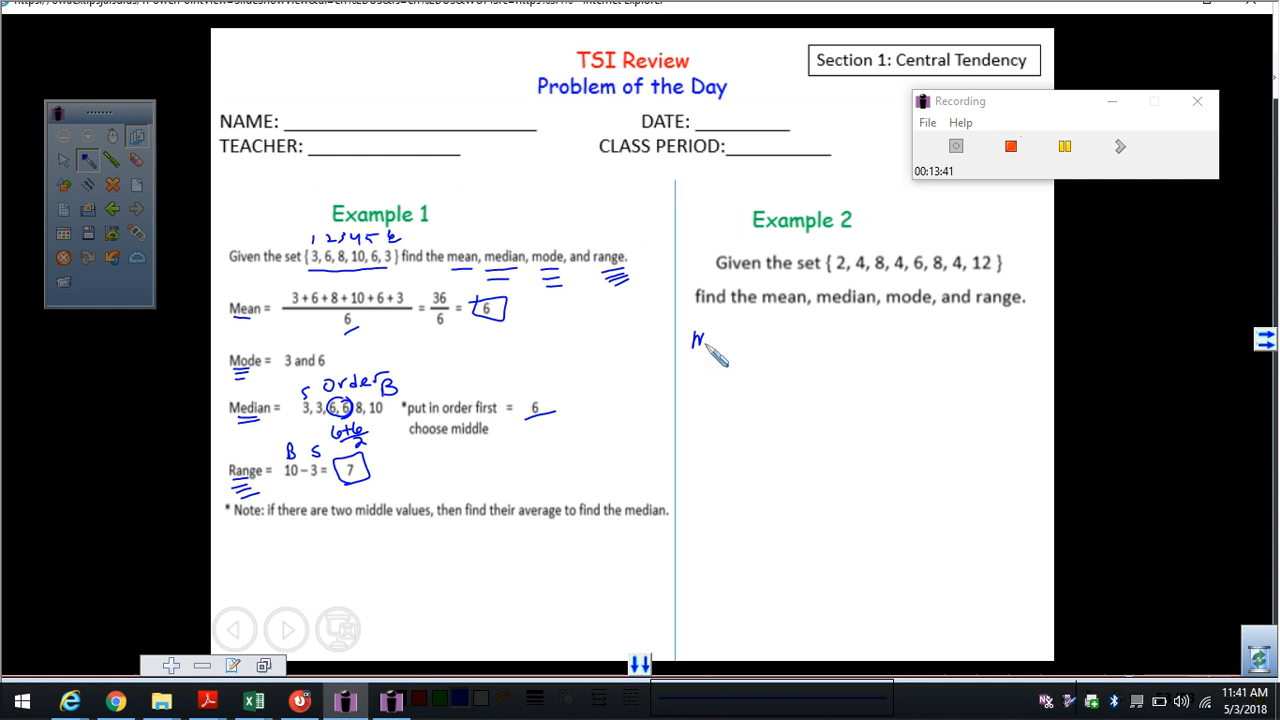 TSI Review
Problem of the Day
Section 1: Central Tendency
Recording
File Help
00:13:41
NAME: ____________________ DATE: __________
TEACHER: ________________ CLASS PERIOD:___________
Example 1
1 2 3 4 5 6
Given the set { 3, 6, 8, 10, 6, 3 } find the mean, median, mode, and range.
3 + 6 + 8 + 10 + 6 + 3 36
Mean = = = 6
6 6
Mode = 3 and 6
S Order B
Median = 3, 3, 6, 6, 8, 10 *put in order first = 6
choose middle
6+6
2
B S
Range = 10 – 3 = 7
* Note: if there are two middle values, then find their average to find the median.
Example 2
Given the set { 2, 4, 8, 4, 6, 8, 4, 12 }
find the mean, median, mode, and range.
11:41 AM
5/3/2018